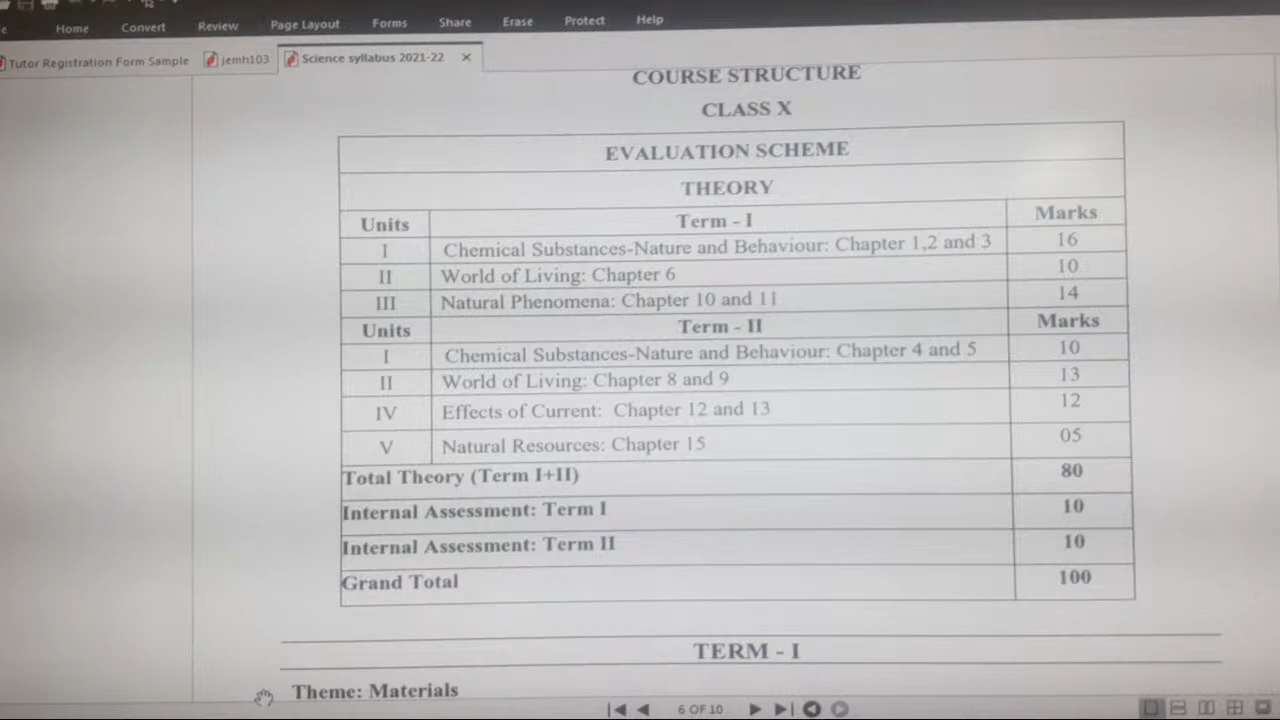 Home Convert Review Page Layout Forms Share Erase Protect Help
Tutor Registration Form Sample jemh103 Science syllabus 2021-22
COURSE STRUCTURE
CLASS X
EVALUATION SCHEME
THEORY
Units Term - I Marks
I Chemical Substances-Nature and Behaviour: Chapter 1,2 and 3 16
II World of Living: Chapter 6 10
III Natural Phenomena: Chapter 10 and 11 14
Units Term - II Marks
I Chemical Substances-Nature and Behaviour: Chapter 4 and 5 10
II World of Living: Chapter 8 and 9 13
IV Effects of Current: Chapter 12 and 13 12
V Natural Resources: Chapter 15 05
Total Theory (Term I+II) 80
Internal Assessment: Term I 10
Internal Assessment: Term II 10
Grand Total 100
TERM - I
Theme: Materials
6 OF 10